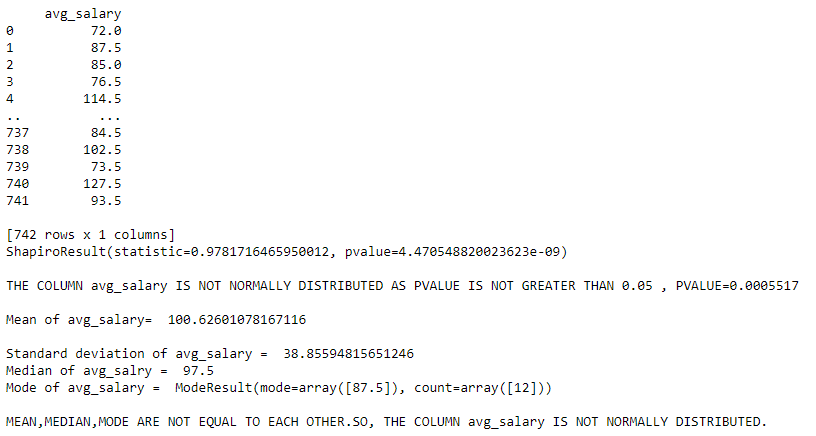 avg_salary
0 72.0
1 87.5
2 85.0
3 76.5
4 114.5
.. ...
737 84.5
738 102.5
739 73.5
740 127.5
741 93.5
[742 rows x 1 columns]
ShapiroResult(statistic=0.9781716465950012, pvalue=4.470548820023623e-09)
THE COLUMN avg_salary IS NOT NORMALLY DISTRIBUTED AS PVALUE IS NOT GREATER THAN 0.05 , PVALUE=0.0005517
Mean of avg_salary=  100.62601078167116
Standard deviation of avg_salary =  38.85594815651246
Median of avg_salry =  97.5
Mode of avg_salary =  ModeResult(mode=array([87.5]), count=array([12]))
MEAN,MEDIAN,MODE ARE NOT EQUAL TO EACH OTHER.SO, THE COLUMN avg_salary IS NOT NORMALLY DISTRIBUTED.